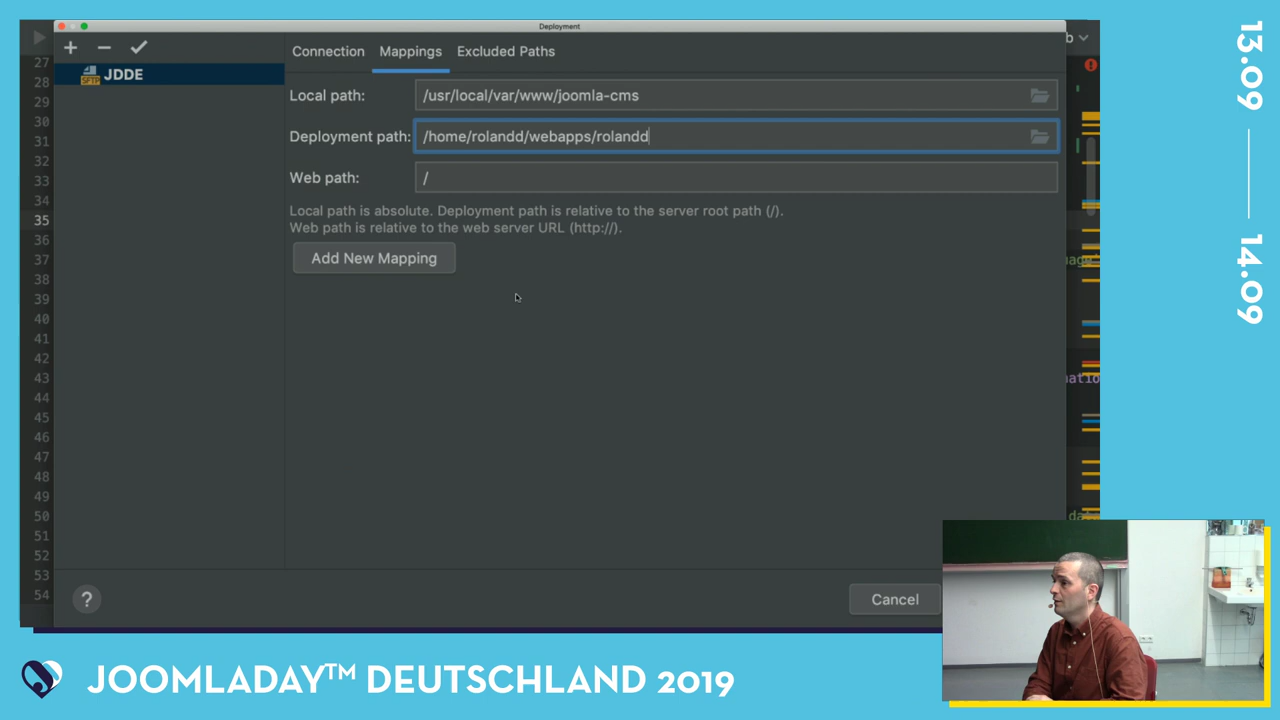 Deployment
b
27
28
29
30
31
32
33
34
35
36
37
38
39
40
41
42
43
44
45
46
47
48
49
50
51
52
53
54
SFTP
JDDE
Connection Mappings Excluded Paths
Local path: /usr/local/var/www/joomla-cms
Deployment path: /home/rolandd/webapps/rolandd
Web path: /
Local path is absolute. Deployment path is relative to the server root path (/).
Web path is relative to the web server URL (http://).
Add New Mapping
?
Cancel
13.09
14.09
JOOMLADAY™ DEUTSCHLAND 2019